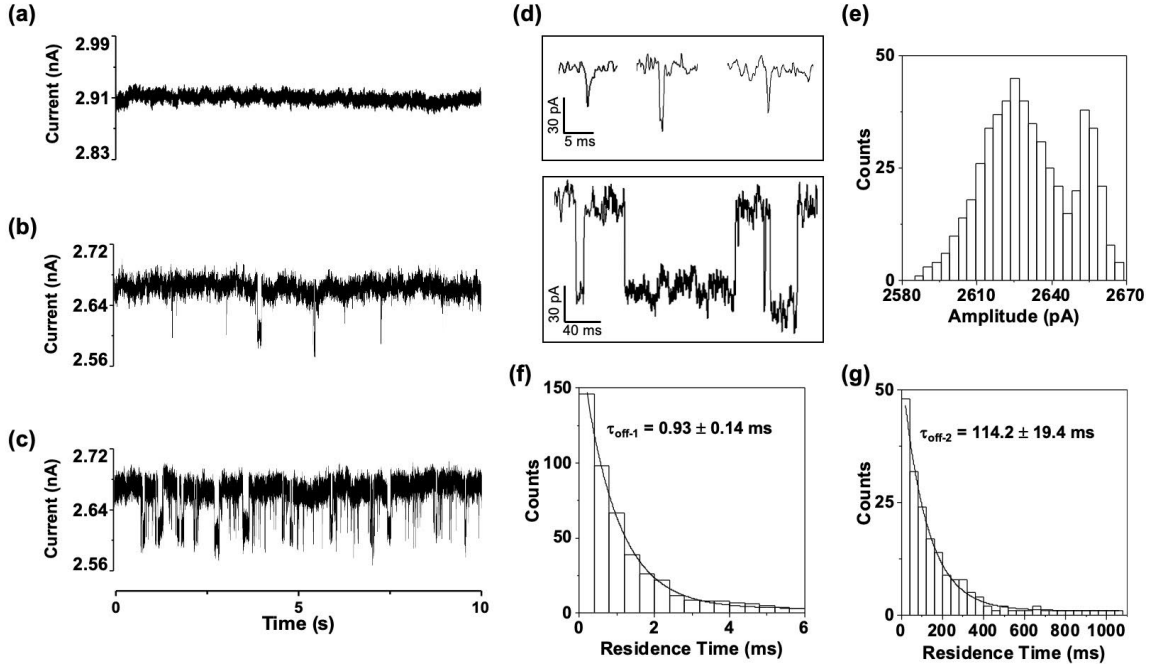 (a)
Current (nA)
2.99
2.91
2.83
(b)
Current (nA)
2.72
2.64
2.56
(c)
Current (nA)
2.72
2.64
2.56
0 5 10
Time (s)
(d)
30 pA
5 ms
30 pA
40 ms
(e)
Counts
50
25
0
2580 2610 2640 2670
Amplitude (pA)
(f)
Counts
150
100
50
0
τoff-1 = 0.93 ± 0.14 ms
0 2 4 6
Residence Time (ms)
(g)
Counts
50
25
0
τoff-2 = 114.2 ± 19.4 ms
0 200 400 600 800 1000
Residence Time (ms)